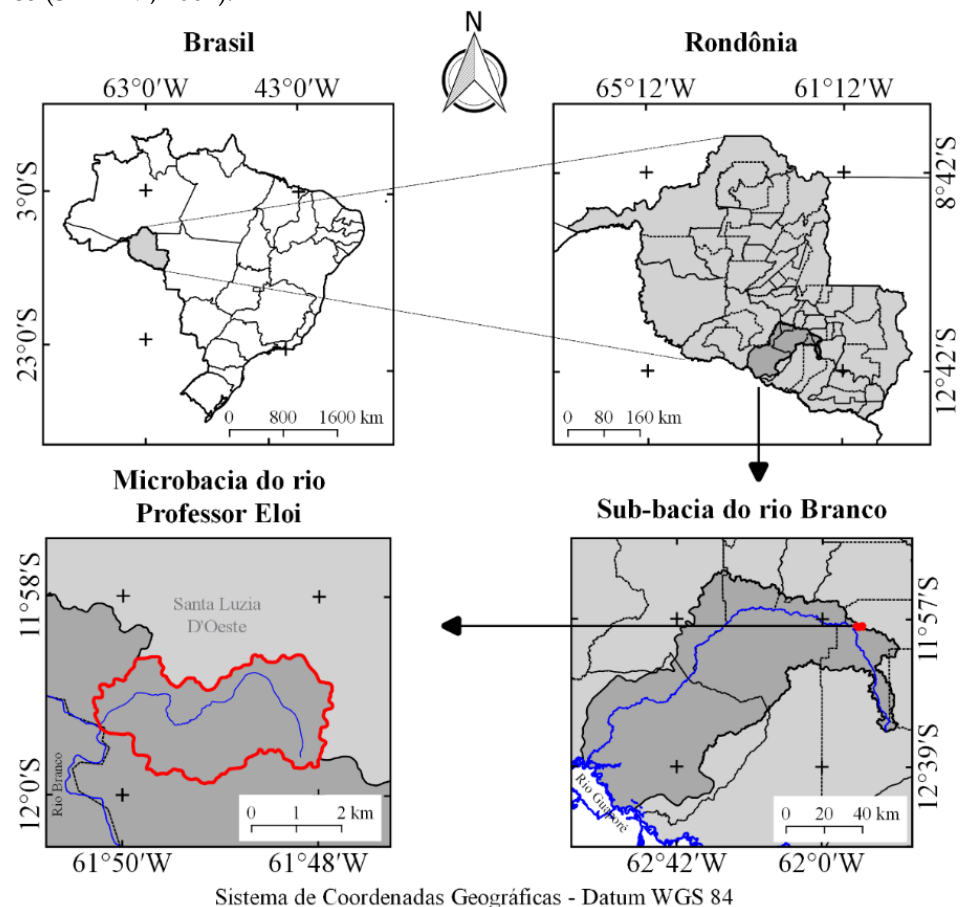 N
Brasil
63°0'W 43°0'W
3°0'S
23°0'S
0 800 1600 km
Rondônia
65°12'W 61°12'W
8°42'S
12°42'S
0 80 160 km
Microbacia do rio
Professor Eloi
11°58'S
12°0'S
Santa Luzia
D'Oeste
Rio Branco
0 1 2 km
61°50'W 61°48'W
Sub-bacia do rio Branco
11°57'S
12°39'S
Rio Guaporé
0 20 40 km
62°42'W 62°0'W
Sistema de Coordenadas Geográficas - Datum WGS 84